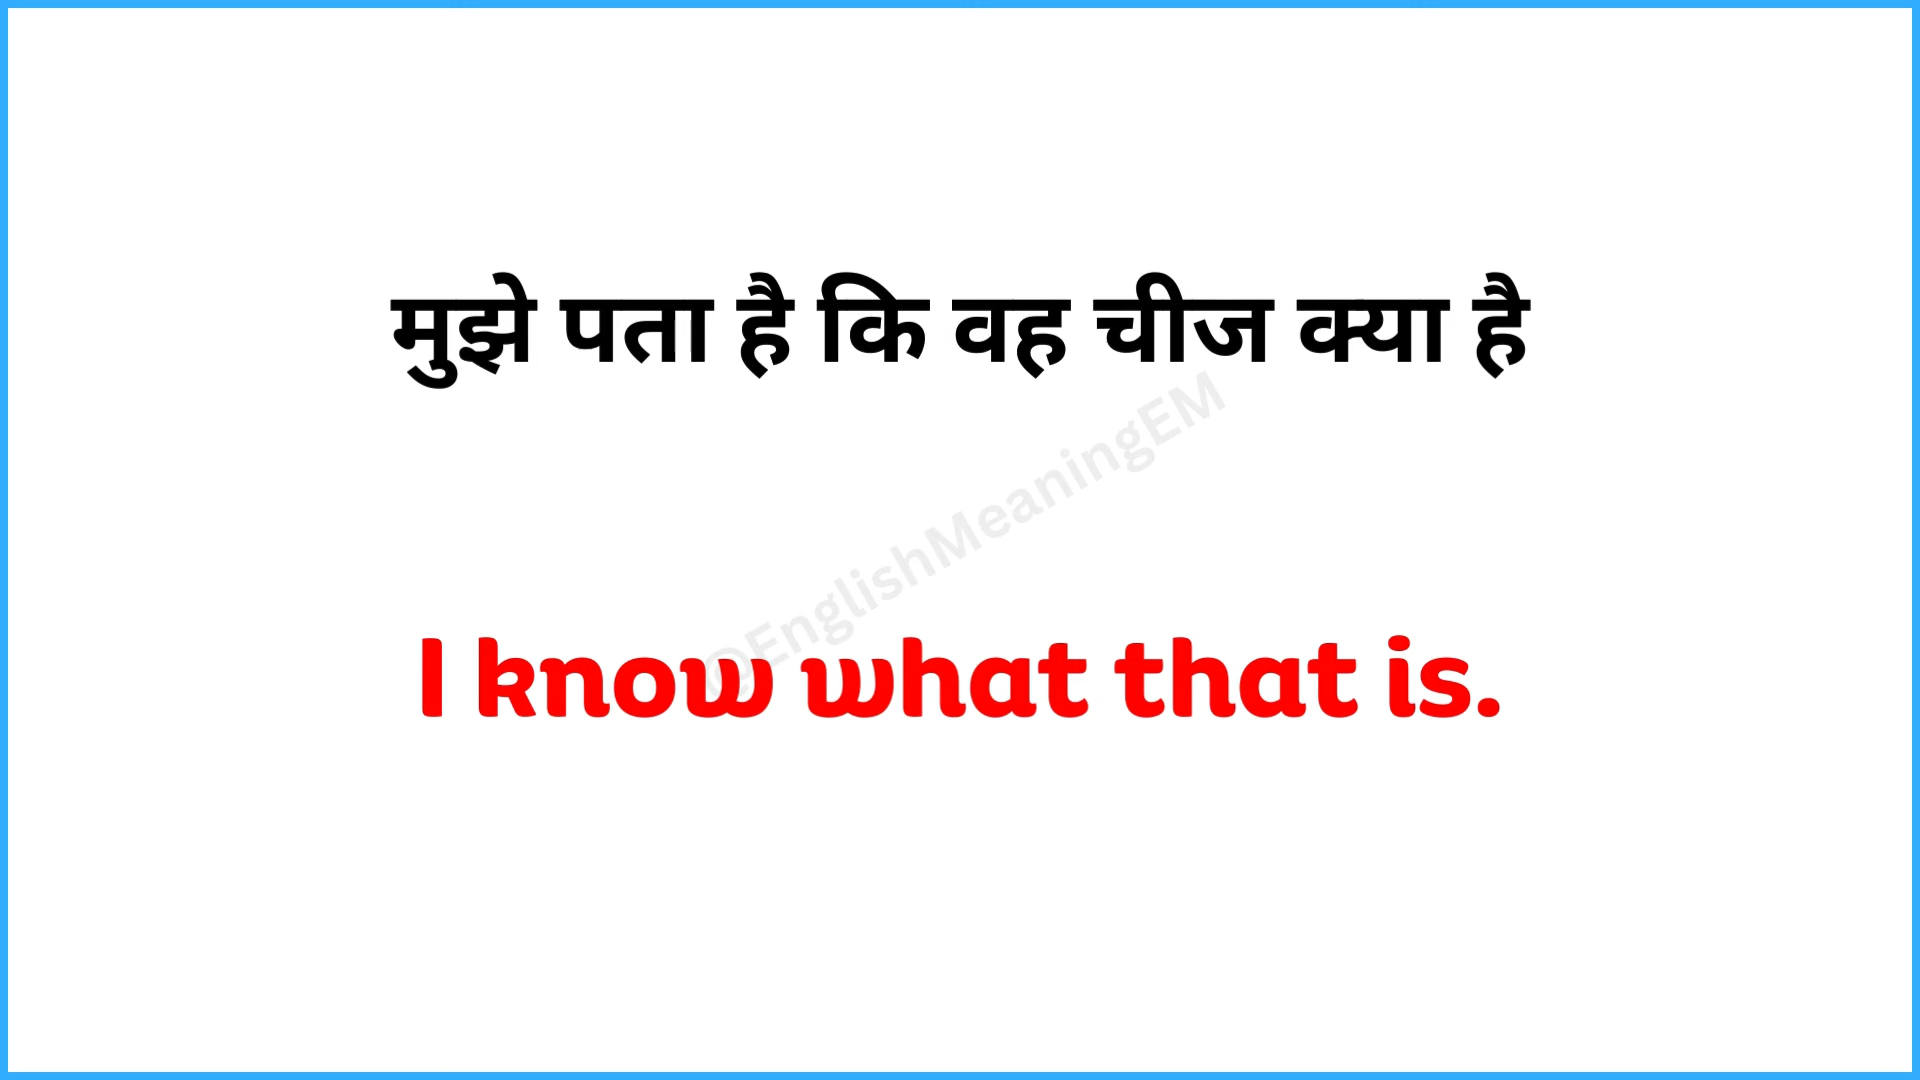 मुझे पता है कि वह चीज क्या है
@EnglishMeaningEM
I know what that is.